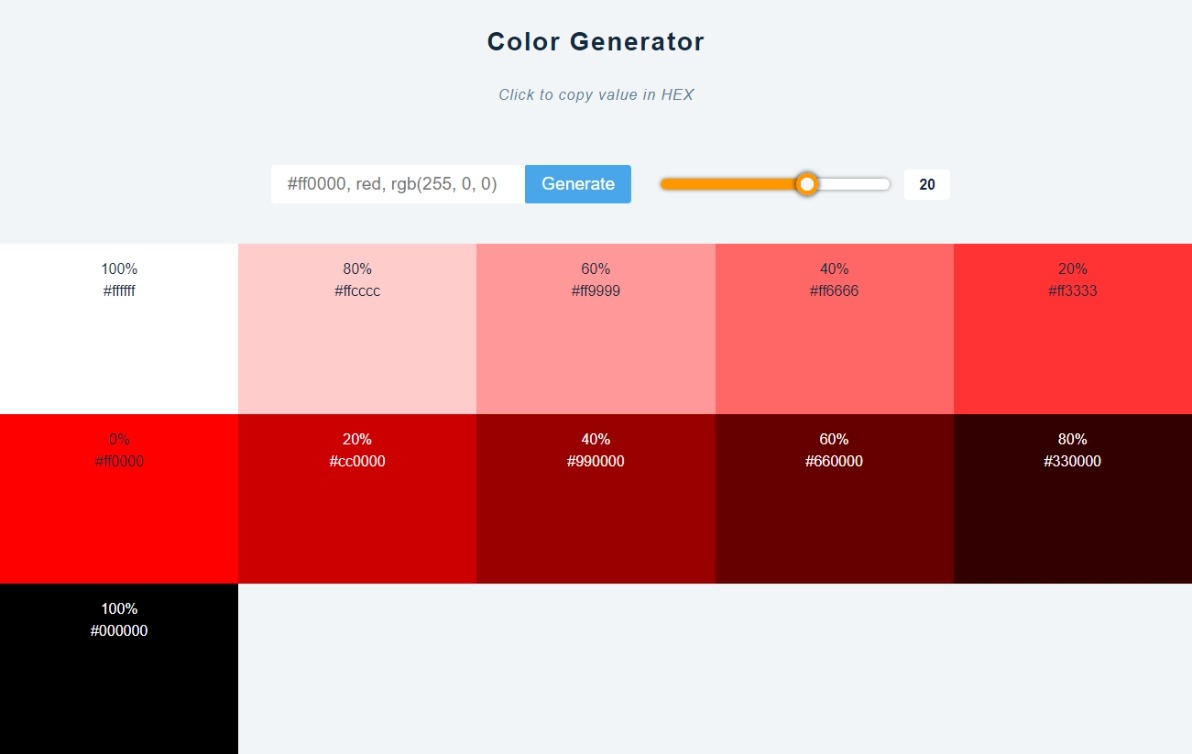 Color Generator
Click to copy value in HEX
#ff0000, red, rgb(255, 0, 0)
Generate
20
100%
#ffffff
80%
#ffcccc
60%
#ff9999
40%
#ff6666
20%
#ff3333
0%
#ff0000
20%
#cc0000
40%
#990000
60%
#660000
80%
#330000
100%
#000000